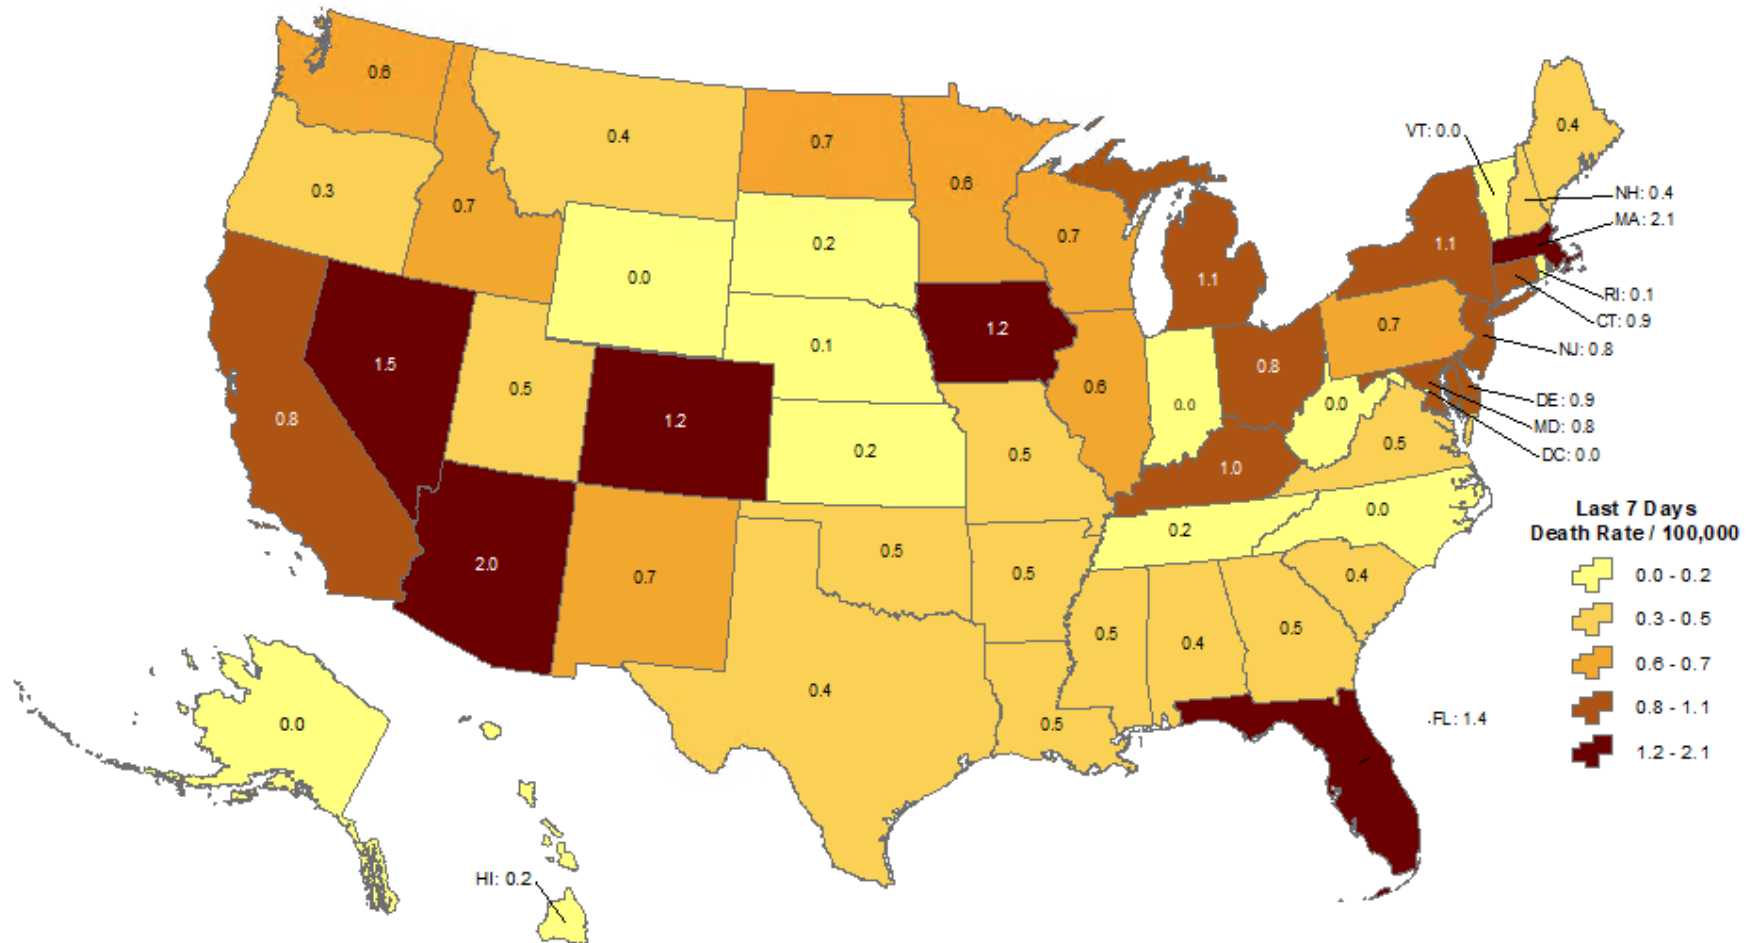 0.6
0.4
0.7
0.6
0.4
VT: 0.0
NH: 0.4
MA: 2.1
0.3
0.7
0.2
0.7
1.1
1.1
0.0
RI: 0.1
CT: 0.9
1.5
0.5
0.1
1.2
0.7
NJ: 0.8
0.8
1.2
0.2
0.6
0.0
0.8
0.0
DE: 0.9
MD: 0.8
DC: 0.0
0.5
0.5
1.0
2.0
0.7
0.5
0.5
0.2
0.0
0.4
0.4
0.5
0.5
0.4
0.5
FL: 1.4
0.0
HI: 0.2
Last 7 Days
Death Rate / 100,000
0.0 - 0.2
0.3 - 0.5
0.6 - 0.7
0.8 - 1.1
1.2 - 2.1